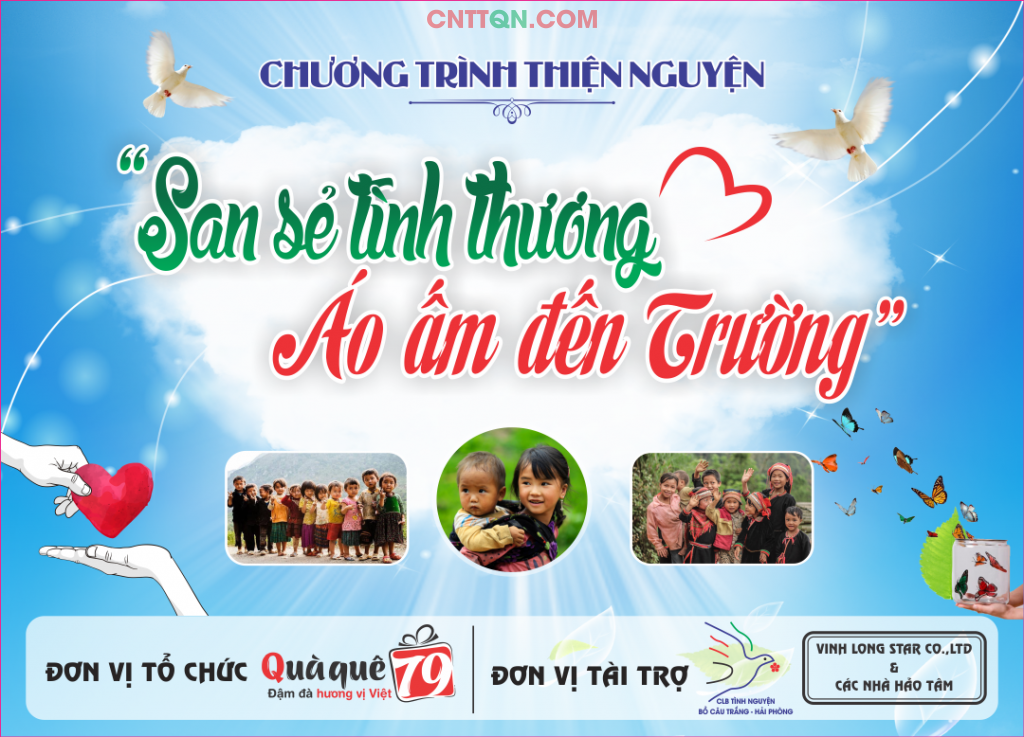 CNTTQN.COM
CHƯƠNG TRÌNH THIỆN NGUYỆN
“San sẻ tình thương
Áo ấm đến Trường”
ĐƠN VỊ TỔ CHỨC
Quà quê 79
Đậm đà hương vị Việt
ĐƠN VỊ TÀI TRỢ
CLB TÌNH NGUYỆN
BỒ CÂU TRẮNG - HẢI PHÒNG
VINH LONG STAR CO.,LTD
&
CÁC NHÀ HẢO TÂM